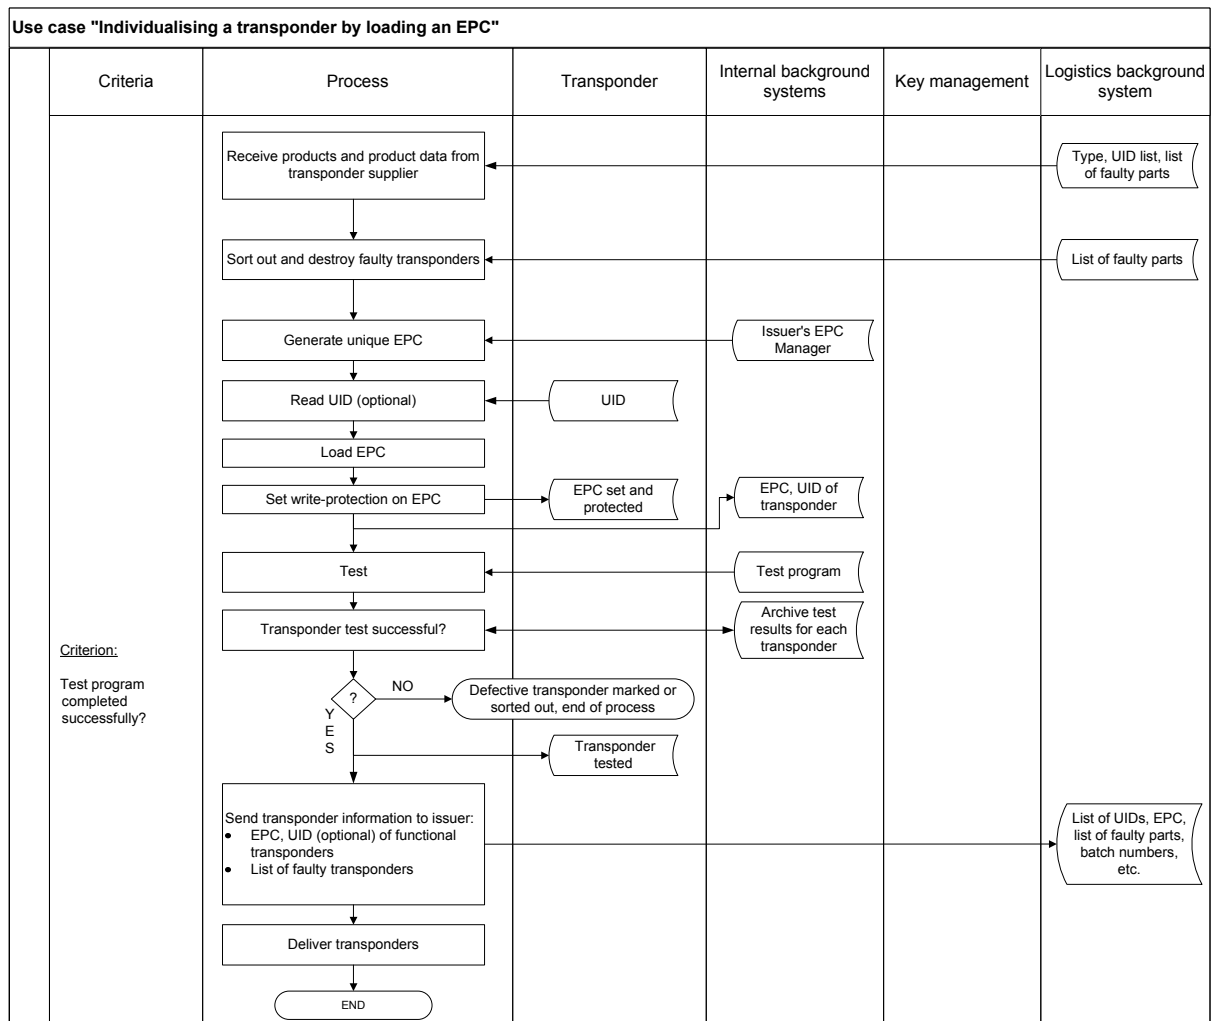 Use case "Individualising a transponder by loading an EPC"
Criteria
Process
Transponder
Internal background
systems
Key management
Logistics background
system
Receive products and product data from
transponder supplier
Type, UID list, list
of faulty parts
Sort out and destroy faulty transponders
List of faulty parts
Generate unique EPC
Issuer's EPC
Manager
Read UID (optional)
UID
Load EPC
Set write-protection on EPC
EPC set and
protected
EPC, UID of
transponder
Test
Test program
Transponder test successful?
Archive test
results for each
transponder
Criterion:
Test program
completed
successfully?
?
NO
Defective transponder marked or
sorted out, end of process
Y
E
S
Transponder
tested
Send transponder information to issuer:
• EPC, UID (optional) of functional
transponders
• List of faulty transponders
List of UIDs, EPC,
list of faulty parts,
batch numbers,
etc.
Deliver transponders
END